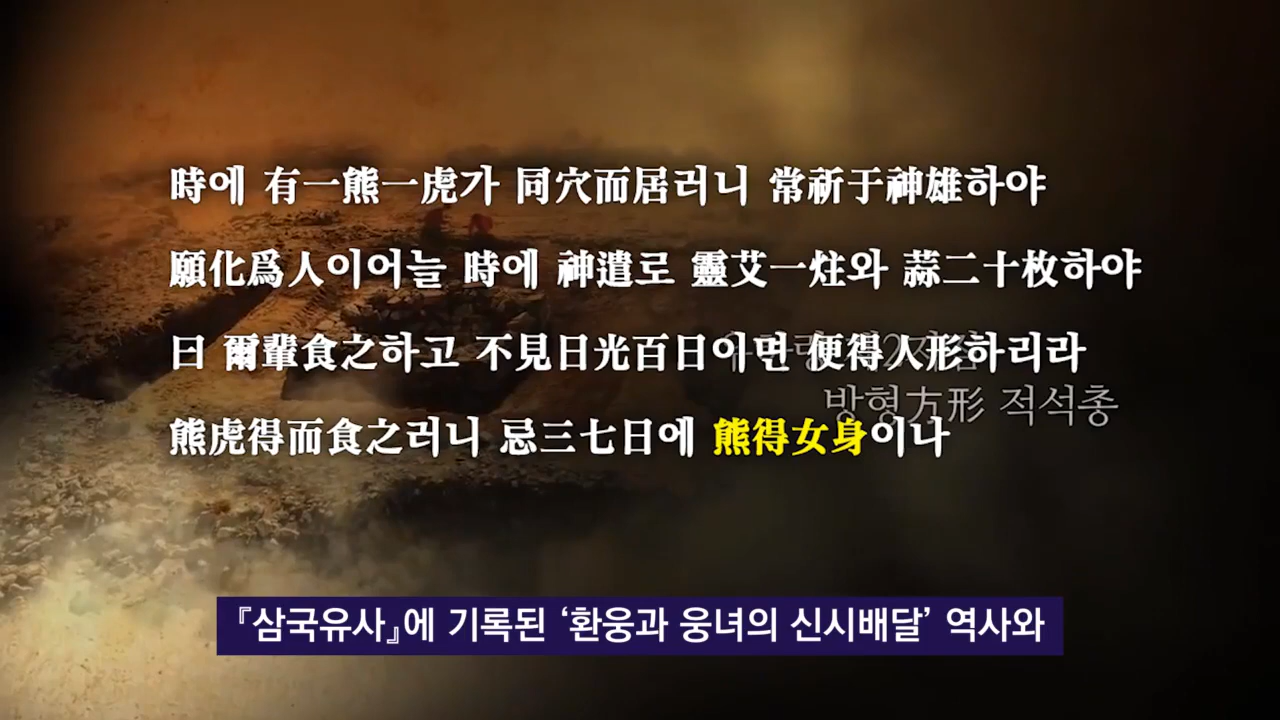 時에 有一熊一虎가 同穴而居러니 常祈于神雄하야
願化爲人이어늘 時에 神遣로 靈艾一炷와 蒜二十枚하야
曰 爾輩食之하고 不見日光百日이면 便得人形하리라
방형方形 적석총
熊虎得而食之러니 忌三七日에 熊得女身이나
『삼국유사』에 기록된 ‘환웅과 웅녀의 신시배달’ 역사와